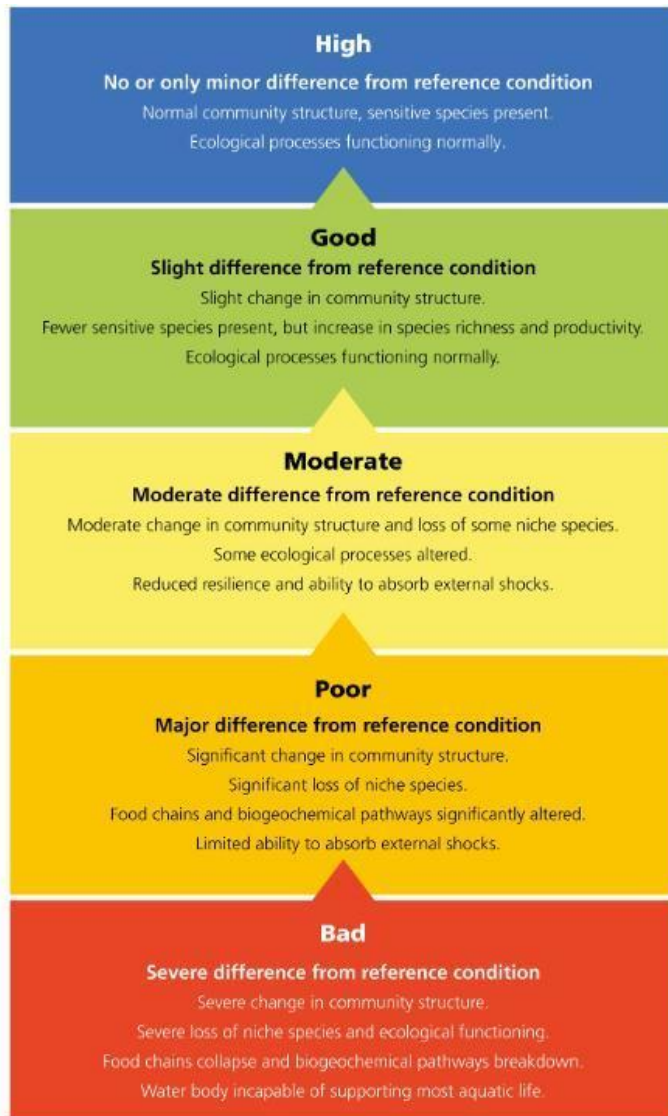 High
No or only minor difference from reference condition
Normal community structure, sensitive species present.
Ecological processes functioning normally.
Good
Slight difference from reference condition
Slight change in community structure.
Fewer sensitive species present, but increase in species richness and productivity.
Ecological processes functioning normally.
Moderate
Moderate difference from reference condition
Moderate change in community structure and loss of some niche species.
Some ecological processes altered.
Reduced resilience and ability to absorb external shocks.
Poor
Major difference from reference condition
Significant change in community structure.
Significant loss of niche species.
Food chains and biogeochemical pathways significantly altered.
Limited ability to absorb external shocks.
Bad
Severe difference from reference condition
Severe change in community structure.
Severe loss of niche species and ecological functioning.
Food chains collapse and biogeochemical pathways breakdown.
Water body incapable of supporting most aquatic life.